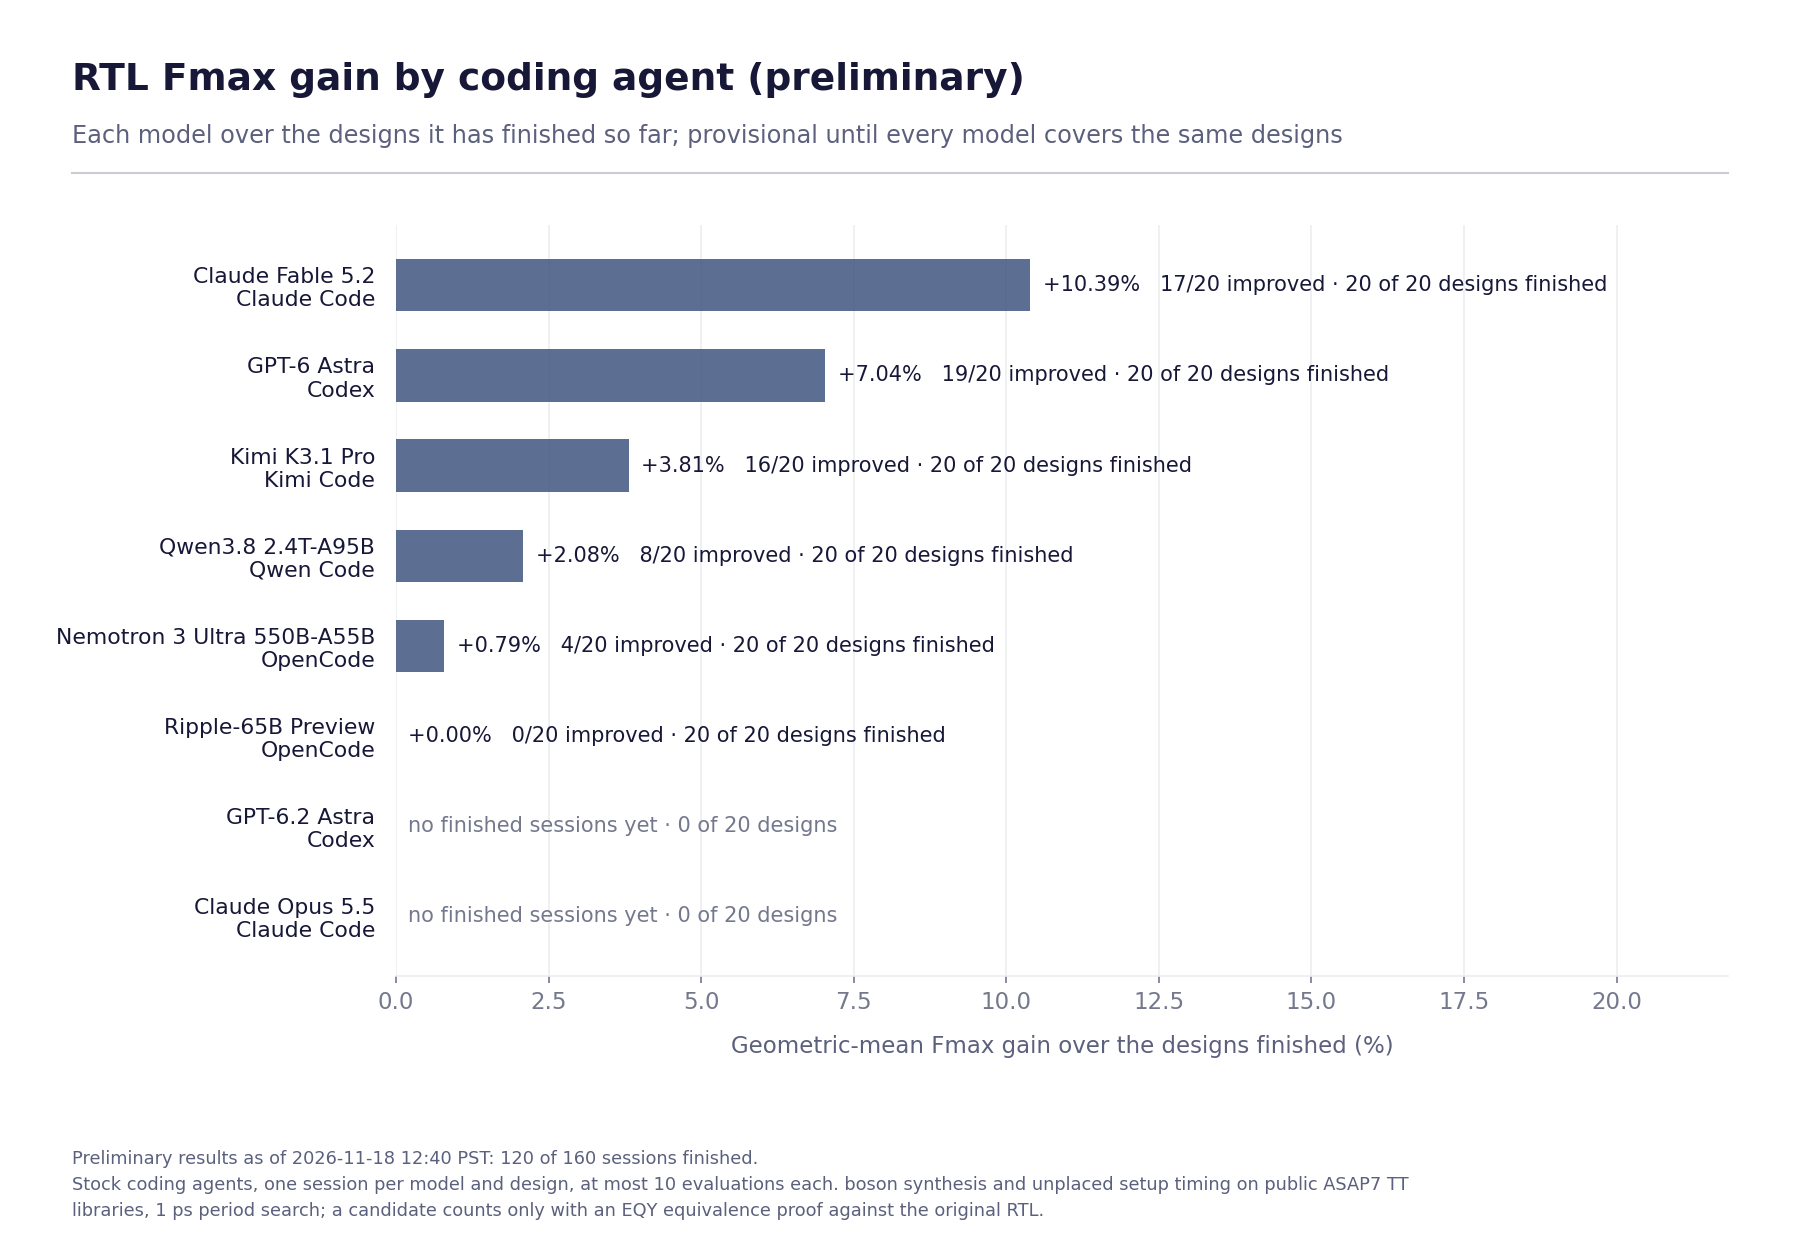 RTL Fmax gain by coding agent (preliminary)
Each model over the designs it has finished so far; provisional until every model covers the same designs
Claude Fable 5.2
Claude Code
+10.39%   17/20 improved · 20 of 20 designs finished
GPT-6 Astra
Codex
+7.04%   19/20 improved · 20 of 20 designs finished
Kimi K3.1 Pro
Kimi Code
+3.81%   16/20 improved · 20 of 20 designs finished
Qwen3.8 2.4T-A95B
Qwen Code
+2.08%   8/20 improved · 20 of 20 designs finished
Nemotron 3 Ultra 550B-A55B
OpenCode
+0.79%   4/20 improved · 20 of 20 designs finished
Ripple-65B Preview
OpenCode
+0.00%   0/20 improved · 20 of 20 designs finished
GPT-6.2 Astra
Codex
no finished sessions yet · 0 of 20 designs
Claude Opus 5.5
Claude Code
no finished sessions yet · 0 of 20 designs
0.0 2.5 5.0 7.5 10.0 12.5 15.0 17.5 20.0
Geometric-mean Fmax gain over the designs finished (%)
Preliminary results as of 2026-11-18 12:40 PST: 120 of 160 sessions finished.
Stock coding agents, one session per model and design, at most 10 evaluations each. boson synthesis and unplaced setup timing on public ASAP7 TT
libraries, 1 ps period search; a candidate counts only with an EQY equivalence proof against the original RTL.